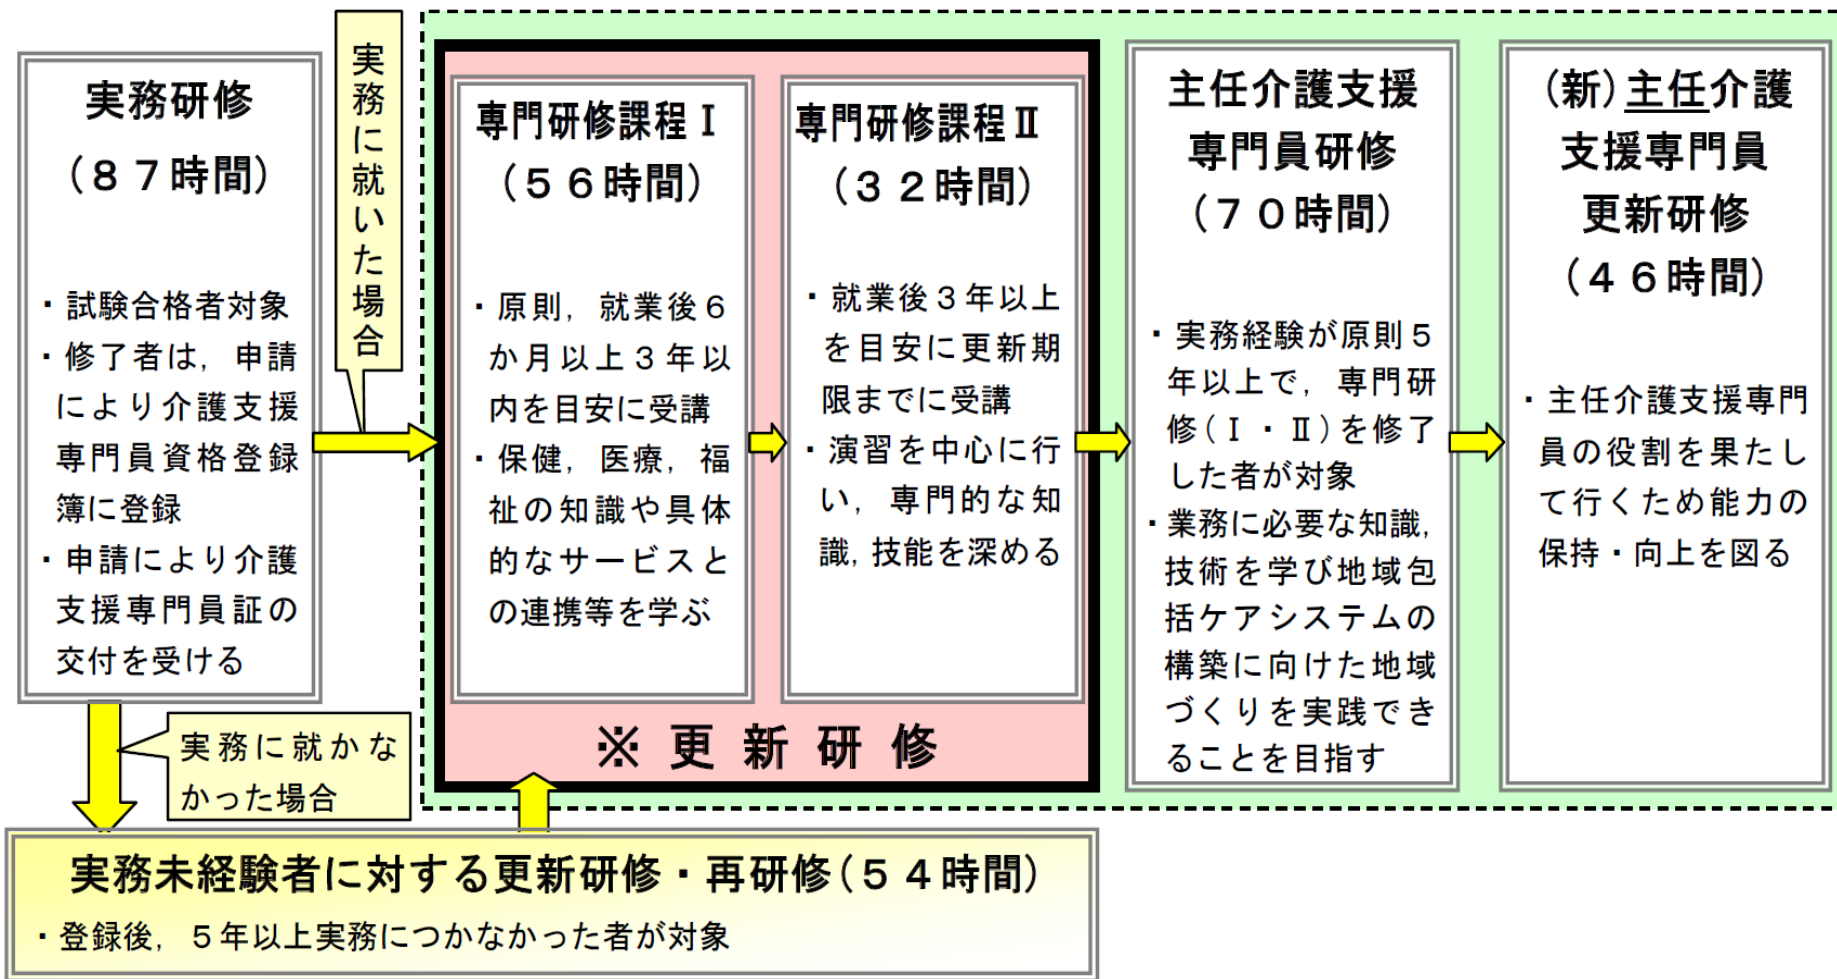 実務研修
(８７時間)
・試験合格者対象
・修了者は，申請
により介護支援
専門員資格登録
簿に登録
・申請により介護
支援専門員証の
交付を受ける
実務に就いた場合
専門研修課程Ⅰ
(５６時間)
・原則，就業後６
か月以上３年以
内を目安に受講
・保健，医療，福
祉の知識や具体
的なサービスと
の連携等を学ぶ
専門研修課程Ⅱ
(３２時間)
・就業後３年以上
を目安に更新期
限までに受講
・演習を中心に行
い，専門的な知
識，技能を深める
※更新研修
主任介護支援
専門員研修
(７０時間)
・実務経験が原則５
年以上で，専門研
修(Ⅰ・Ⅱ)を修了
した者が対象
・業務に必要な知識，
技術を学び地域包
括ケアシステムの
構築に向けた地域
づくりを実践でき
ることを目指す
(新)主任介護
支援専門員
更新研修
(４６時間)
・主任介護支援専門
員の役割を果たし
て行くため能力の
保持・向上を図る
実務に就かな
かった場合
実務未経験者に対する更新研修・再研修(５４時間)
・登録後，５年以上実務につかなかった者が対象